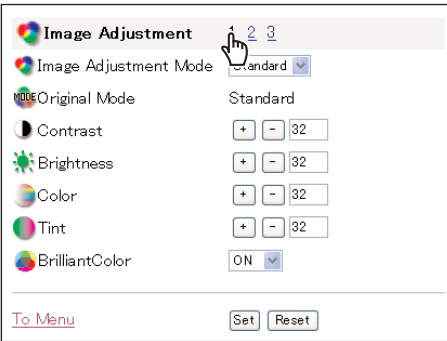 Image Adjustment 1 2 3
Image Adjustment Mode Standard
MODE Original Mode Standard
Contrast + - 32
Brightness + - 32
Color + - 32
Tint + - 32
BrilliantColor ON
To Menu Set Reset